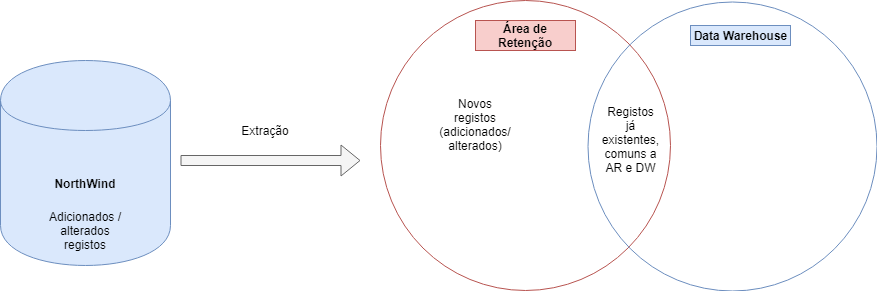 NorthWind
Adicionados /
alterados
registos
Extração
Área de
Retenção
Novos
registos
(adicionados/
alterados)
Data Warehouse
Registos
já
existentes,
comuns a
AR e DW